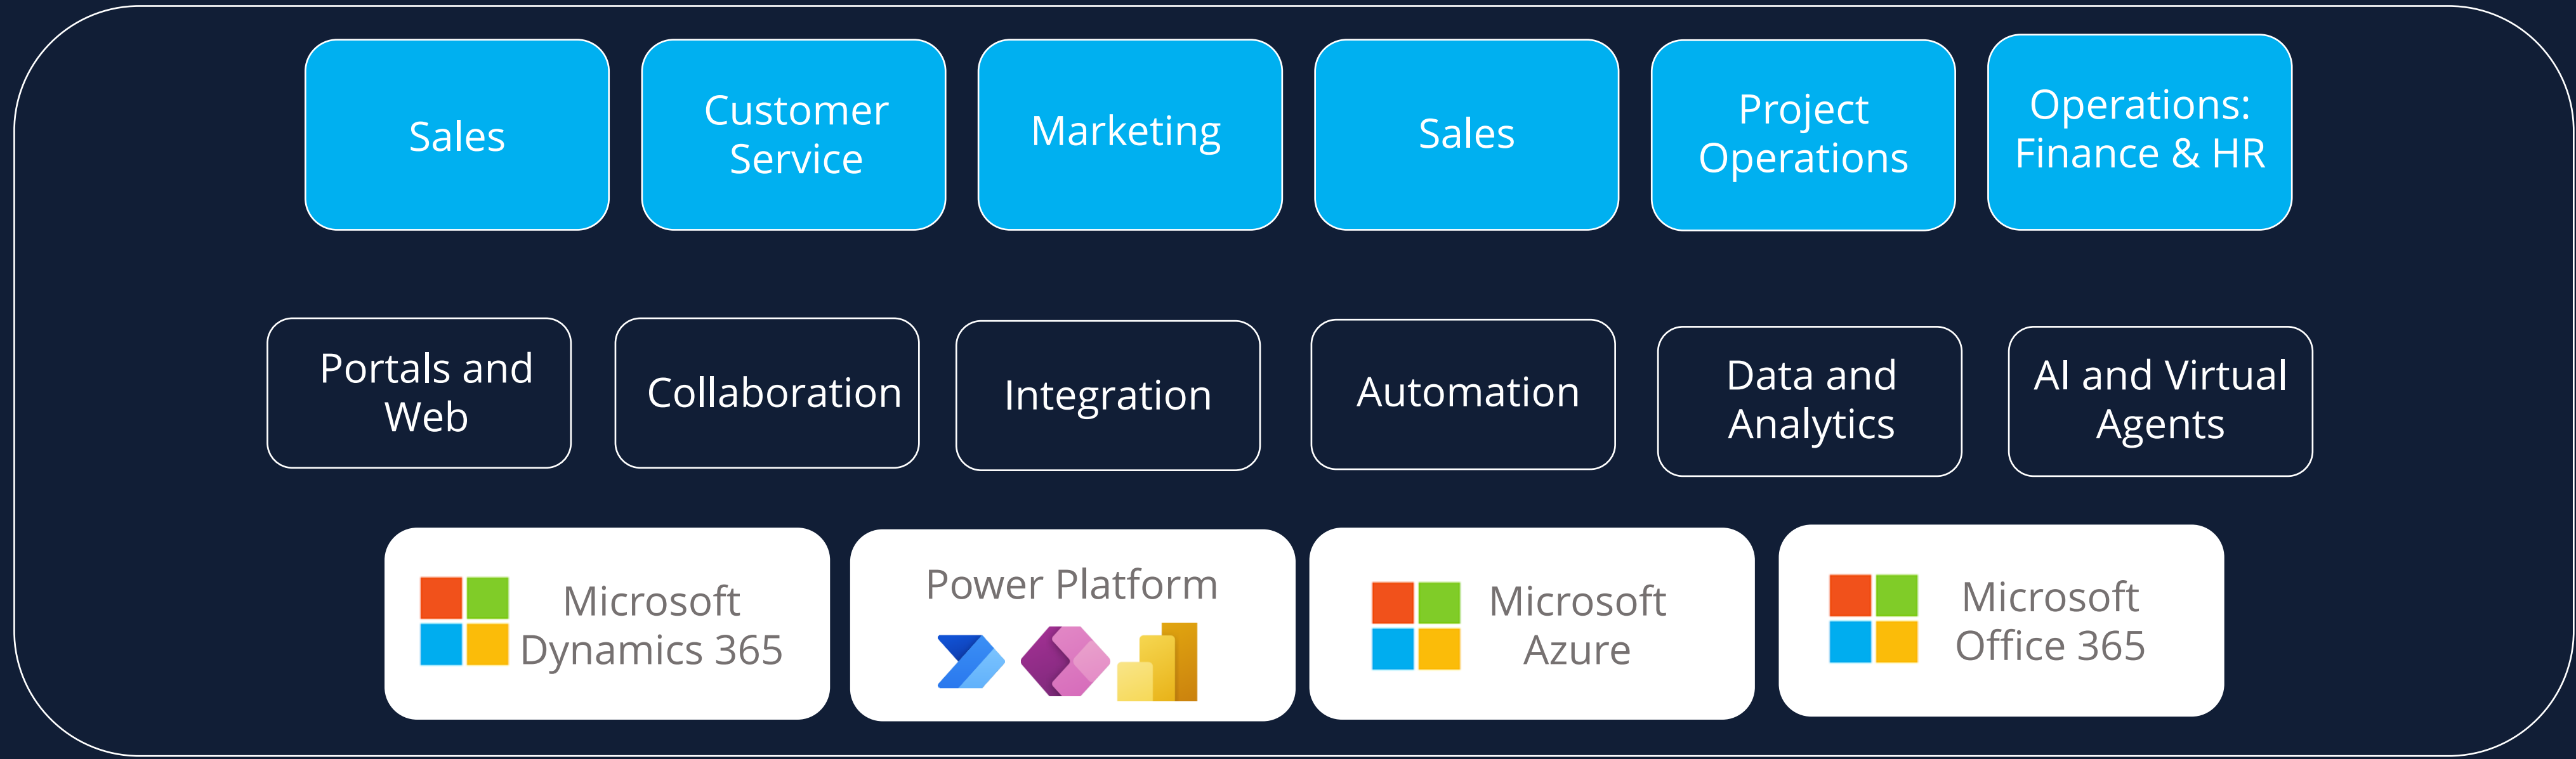 Sales
Customer
Service
Marketing
Sales
Project
Operations
Operations:
Finance & HR
Portals and
Web
Collaboration
Integration
Automation
Data and
Analytics
AI and Virtual
Agents
Microsoft
Dynamics 365
Power Platform
Microsoft
Azure
Microsoft
Office 365